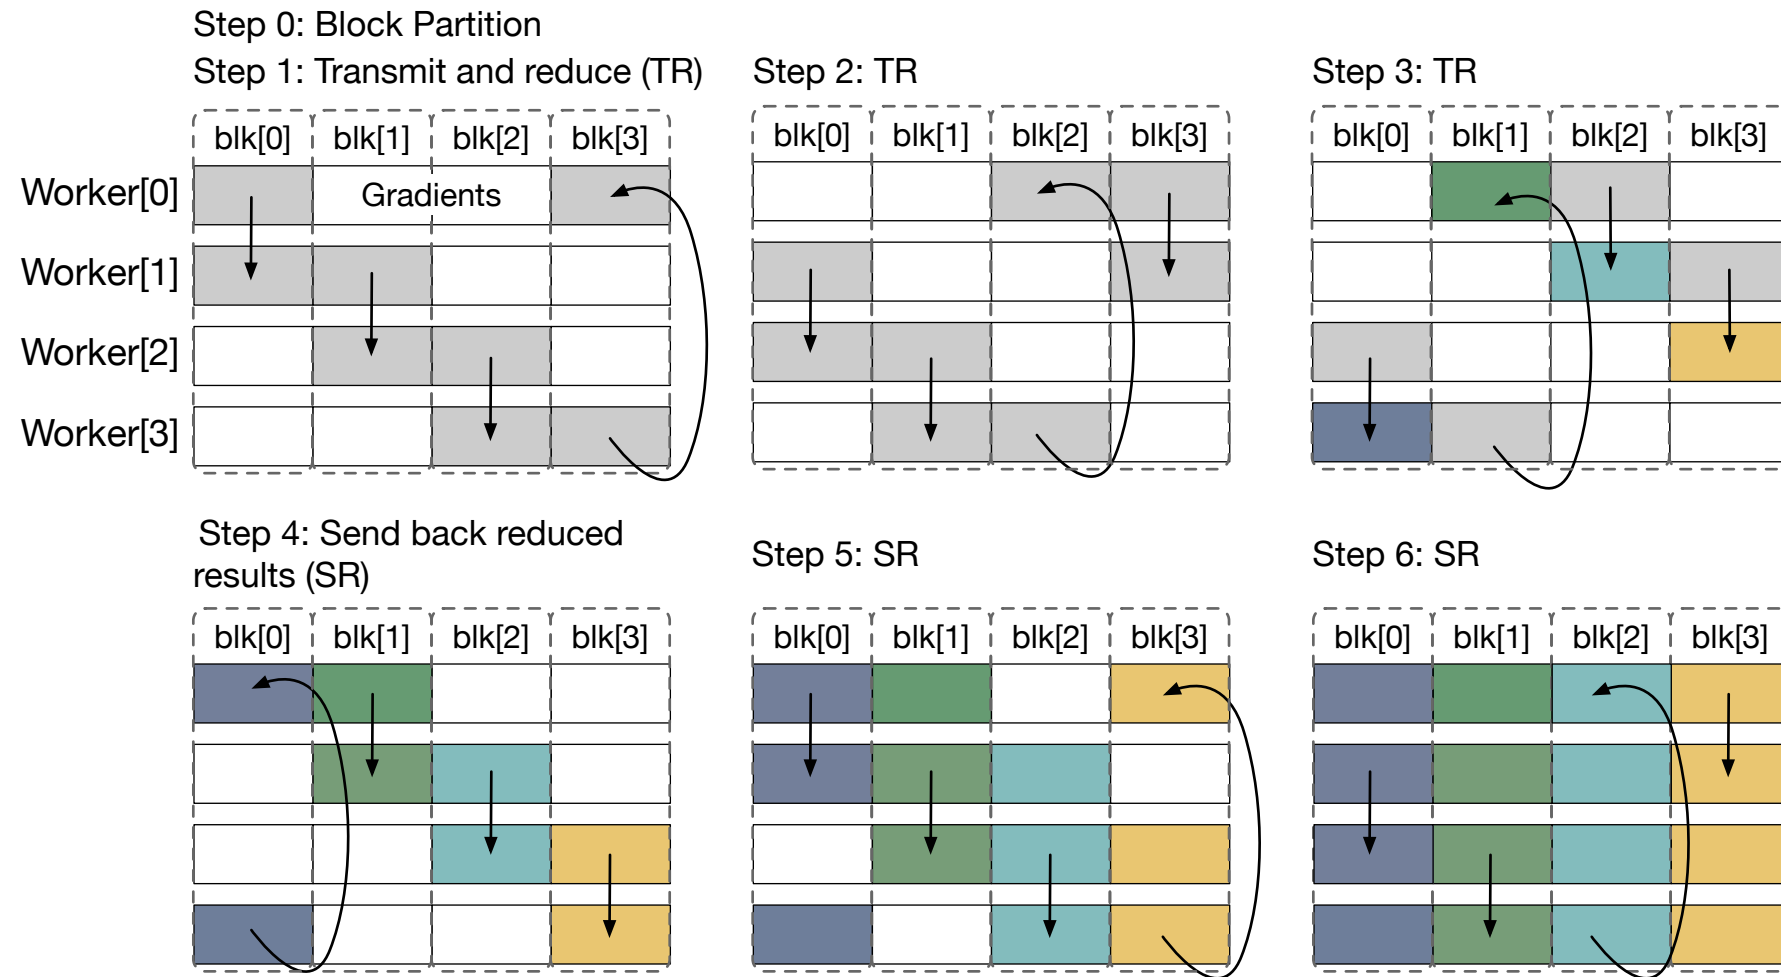 Step 0: Block Partition
Step 1: Transmit and reduce (TR)
Step 2: TR
Step 3: TR
blk[0] blk[1] blk[2] blk[3]
blk[0] blk[1] blk[2] blk[3]
blk[0] blk[1] blk[2] blk[3]
Worker[0]
Gradients
Worker[1]
Worker[2]
Worker[3]
Step 4: Send back reduced
results (SR)
Step 5: SR
Step 6: SR
blk[0] blk[1] blk[2] blk[3]
blk[0] blk[1] blk[2] blk[3]
blk[0] blk[1] blk[2] blk[3]